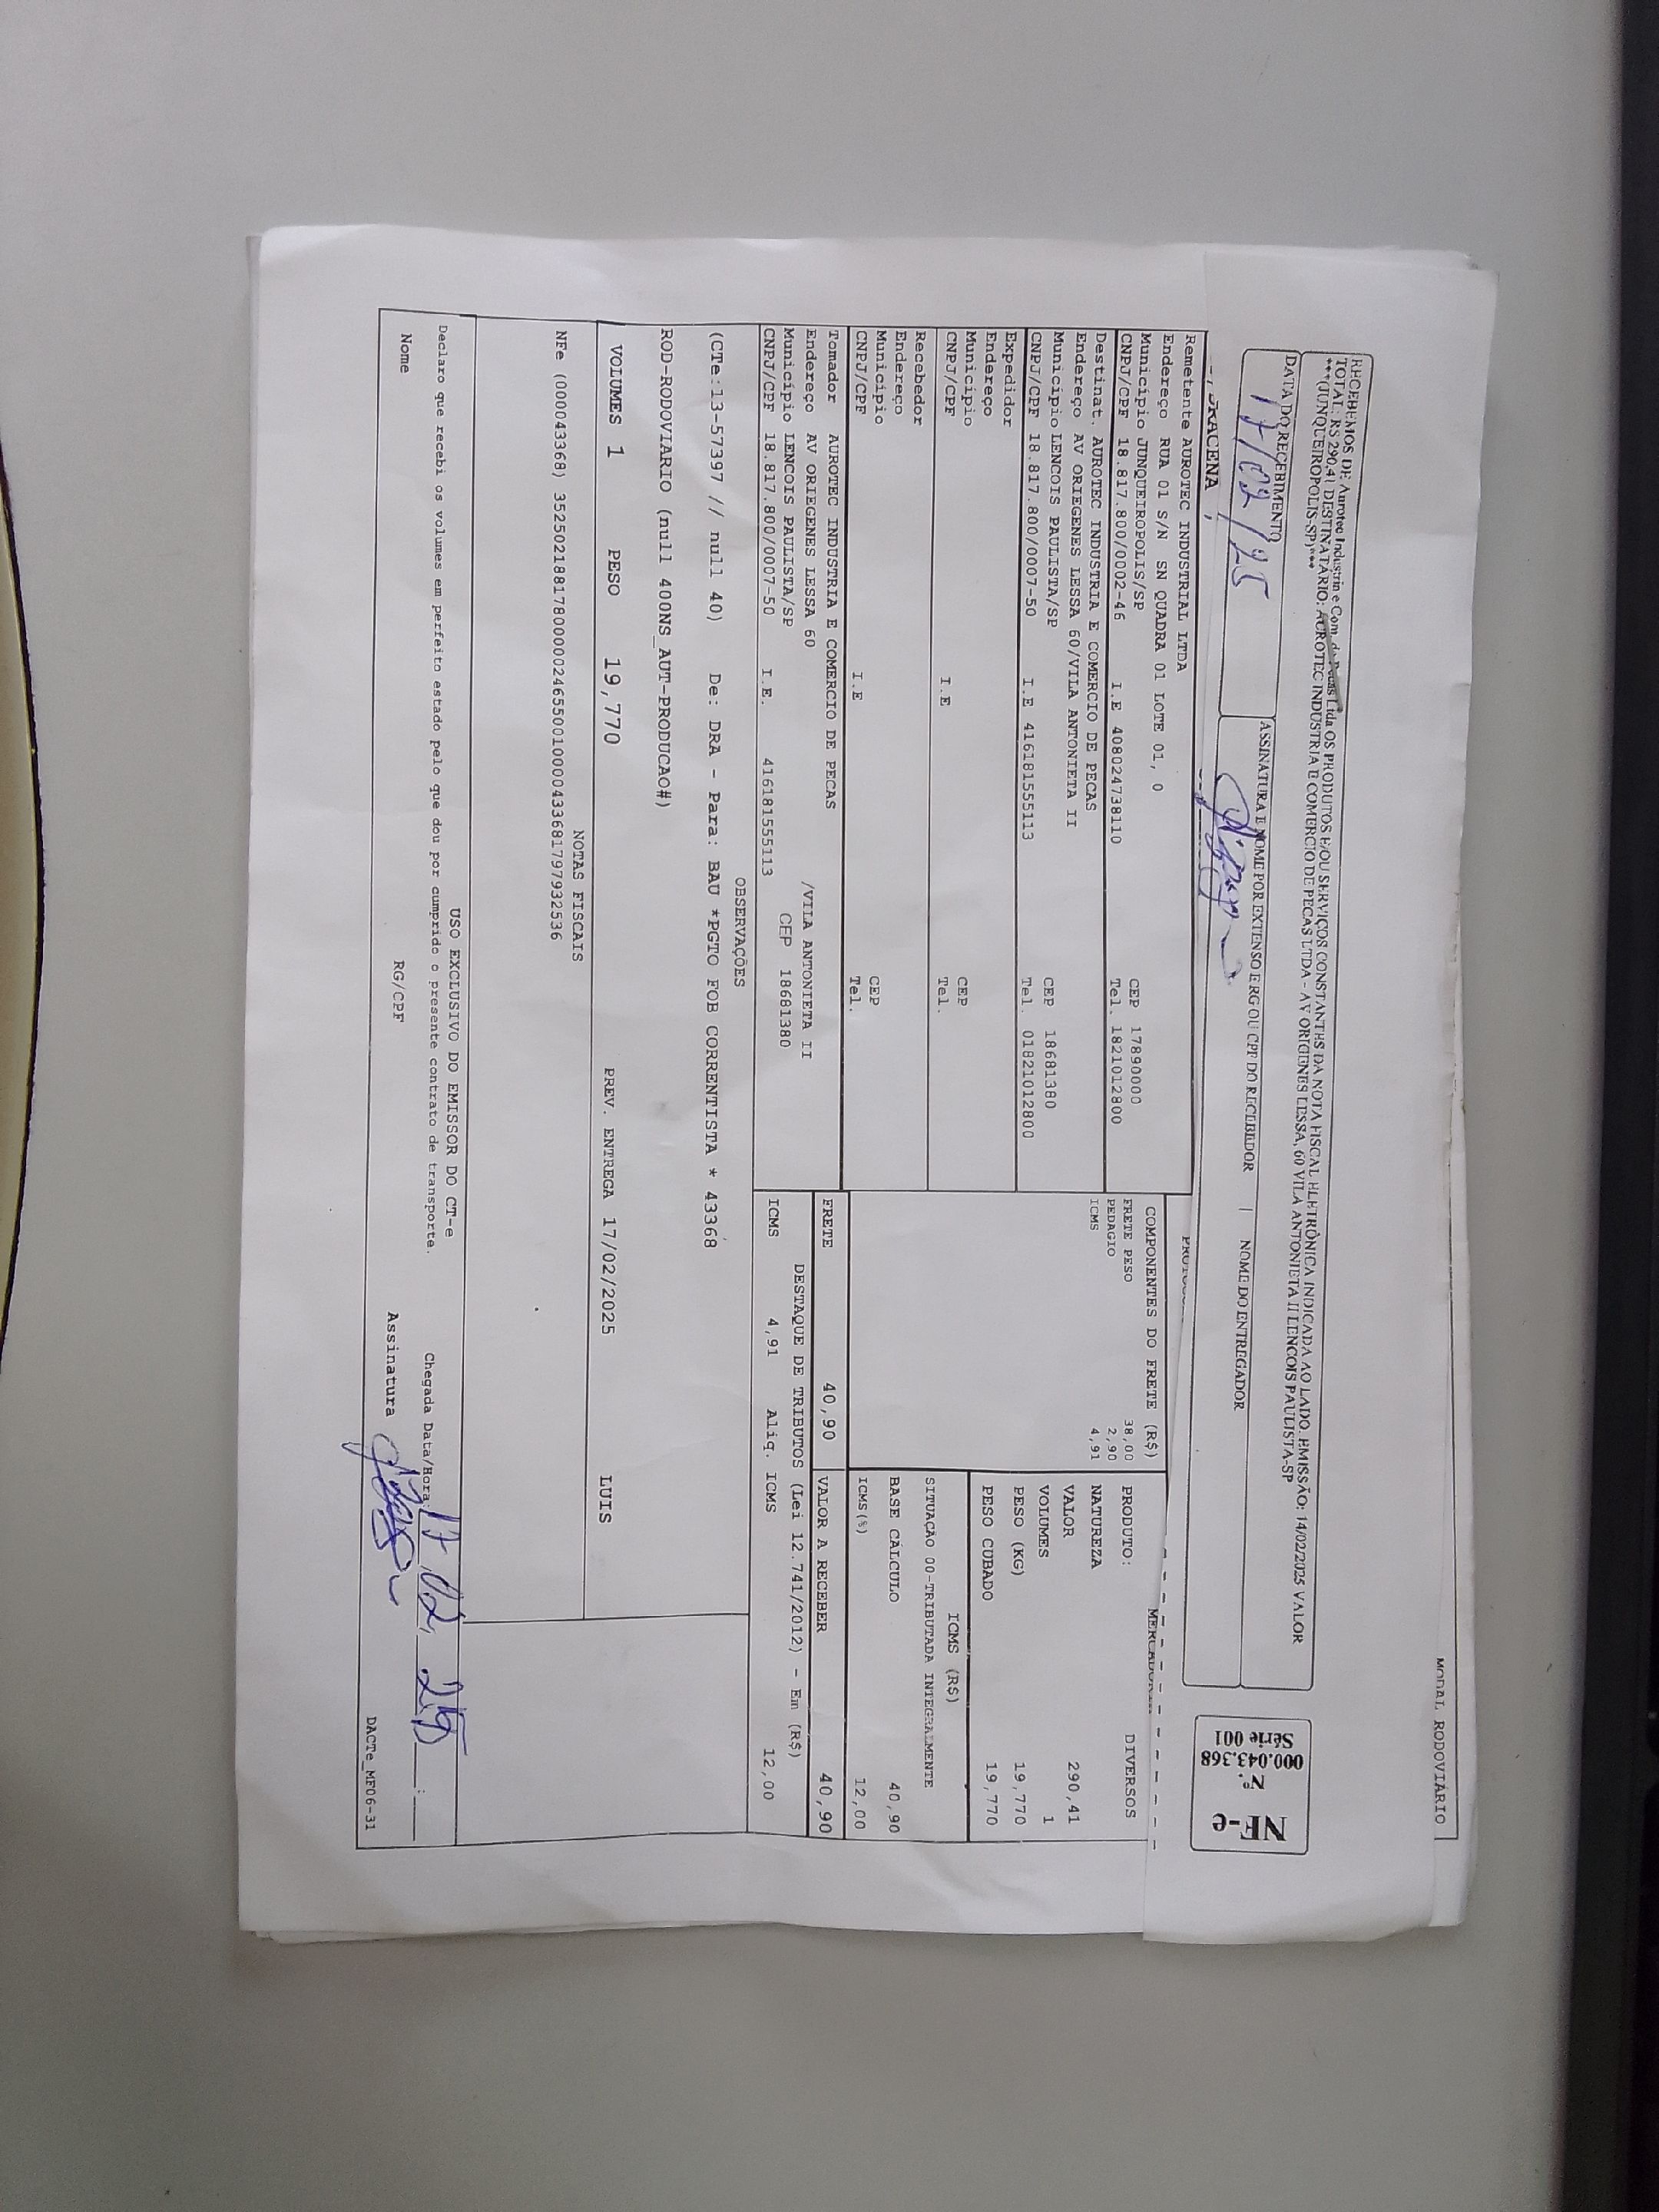 MODAL RODOVIÁRIO
RECEBEMOS DE Aurotec Industria e Com. de Pecas Ltda OS PRODUTOS E/OU SERVIÇOS CONSTANTES DA NOTA FISCAL ELETRÔNICA INDICADA AO LADO. EMISSÃO: 14/02/2025 VALOR
TOTAL: R$ 290,41 DESTINATÁRIO: AUROTEC INDUSTRIA E COMERCIO DE PECAS LTDA - AV ORIGENES LESSA, 60 VILA ANTONIETA II LENCOIS PAULISTA-SP
***(JUNQUEIROPOLIS-SP)***
DATA DO RECEBIMENTO
17/02/25
ASSINATURA E NOME POR EXTENSO E RG OU CPF DO RECEBEDOR | NOME DO ENTREGADOR
NF-e
Nº.
000.043.368
Série 001
DRACENA
Remetente AUROTEC INDUSTRIAL LTDA
Endereço RUA 01 S/N SN QUADRA 01 LOTE 01, 0
Município JUNQUEIROPOLIS/SP CEP 17890000
CNPJ/CPF 18.817.800/0002-46 I.E 408024738110 Tel. 1821012800
Destinat. AUROTEC INDUSTRIA E COMERCIO DE PECAS
Endereço AV ORIEGENES LESSA 60/VILA ANTONIETA II
Município LENCOIS PAULISTA/SP CEP 18681380
CNPJ/CPF 18.817.800/0007-50 I.E 416181555113 Tel. 01821012800
Expedidor
Endereço
Município CEP
CNPJ/CPF I.E Tel.
Recebedor
Endereço
Município CEP
CNPJ/CPF I.E Tel.
Tomador AUROTEC INDUSTRIA E COMERCIO DE PECAS
Endereço AV ORIEGENES LESSA 60 /VILA ANTONIETA II
Município LENCOIS PAULISTA/SP CEP 18681380
CNPJ/CPF 18.817.800/0007-50 I.E. 416181555113
COMPONENTES DO FRETE (R$)
FRETE PESO 38,00
PEDAGIO 2,90
ICMS 4,91
PRODUTO: DIVERSOS
NATUREZA
VALOR 290,41
VOLUMES 1
PESO (KG) 19,770
PESO CUBADO 19,770
ICMS (R$)
SITUAÇÃO 00-TRIBUTADA INTEGRALMENTE
BASE CÁLCULO 40,90
ICMS(%) 12,00
FRETE 40,90 VALOR A RECEBER 40,90
DESTAQUE DE TRIBUTOS (Lei 12.741/2012) - Em (R$)
ICMS 4,91 Aliq. ICMS 12,00
OBSERVAÇÕES
(CTe:13-57397 // null 40) De: DRA - Para: BAU *PGTO FOB CORRENTISTA * 43368
ROD-RODOVIARIO (null 400NS_AUT-PRODUCAO#)
VOLUMES 1 PESO 19,770 PREV. ENTREGA 17/02/2025 LUIS
NOTAS FISCAIS
NFe (000043368) 35250218817800000246550010000433681797932536
USO EXCLUSIVO DO EMISSOR DO CT-e
Declaro que recebi os volumes em perfeito estado pelo que dou por cumprido o presente contrato de transporte. Chegada Data/Hora: 17/02/25 :
Nome RG/CPF Assinatura
DACTe_MF06-31